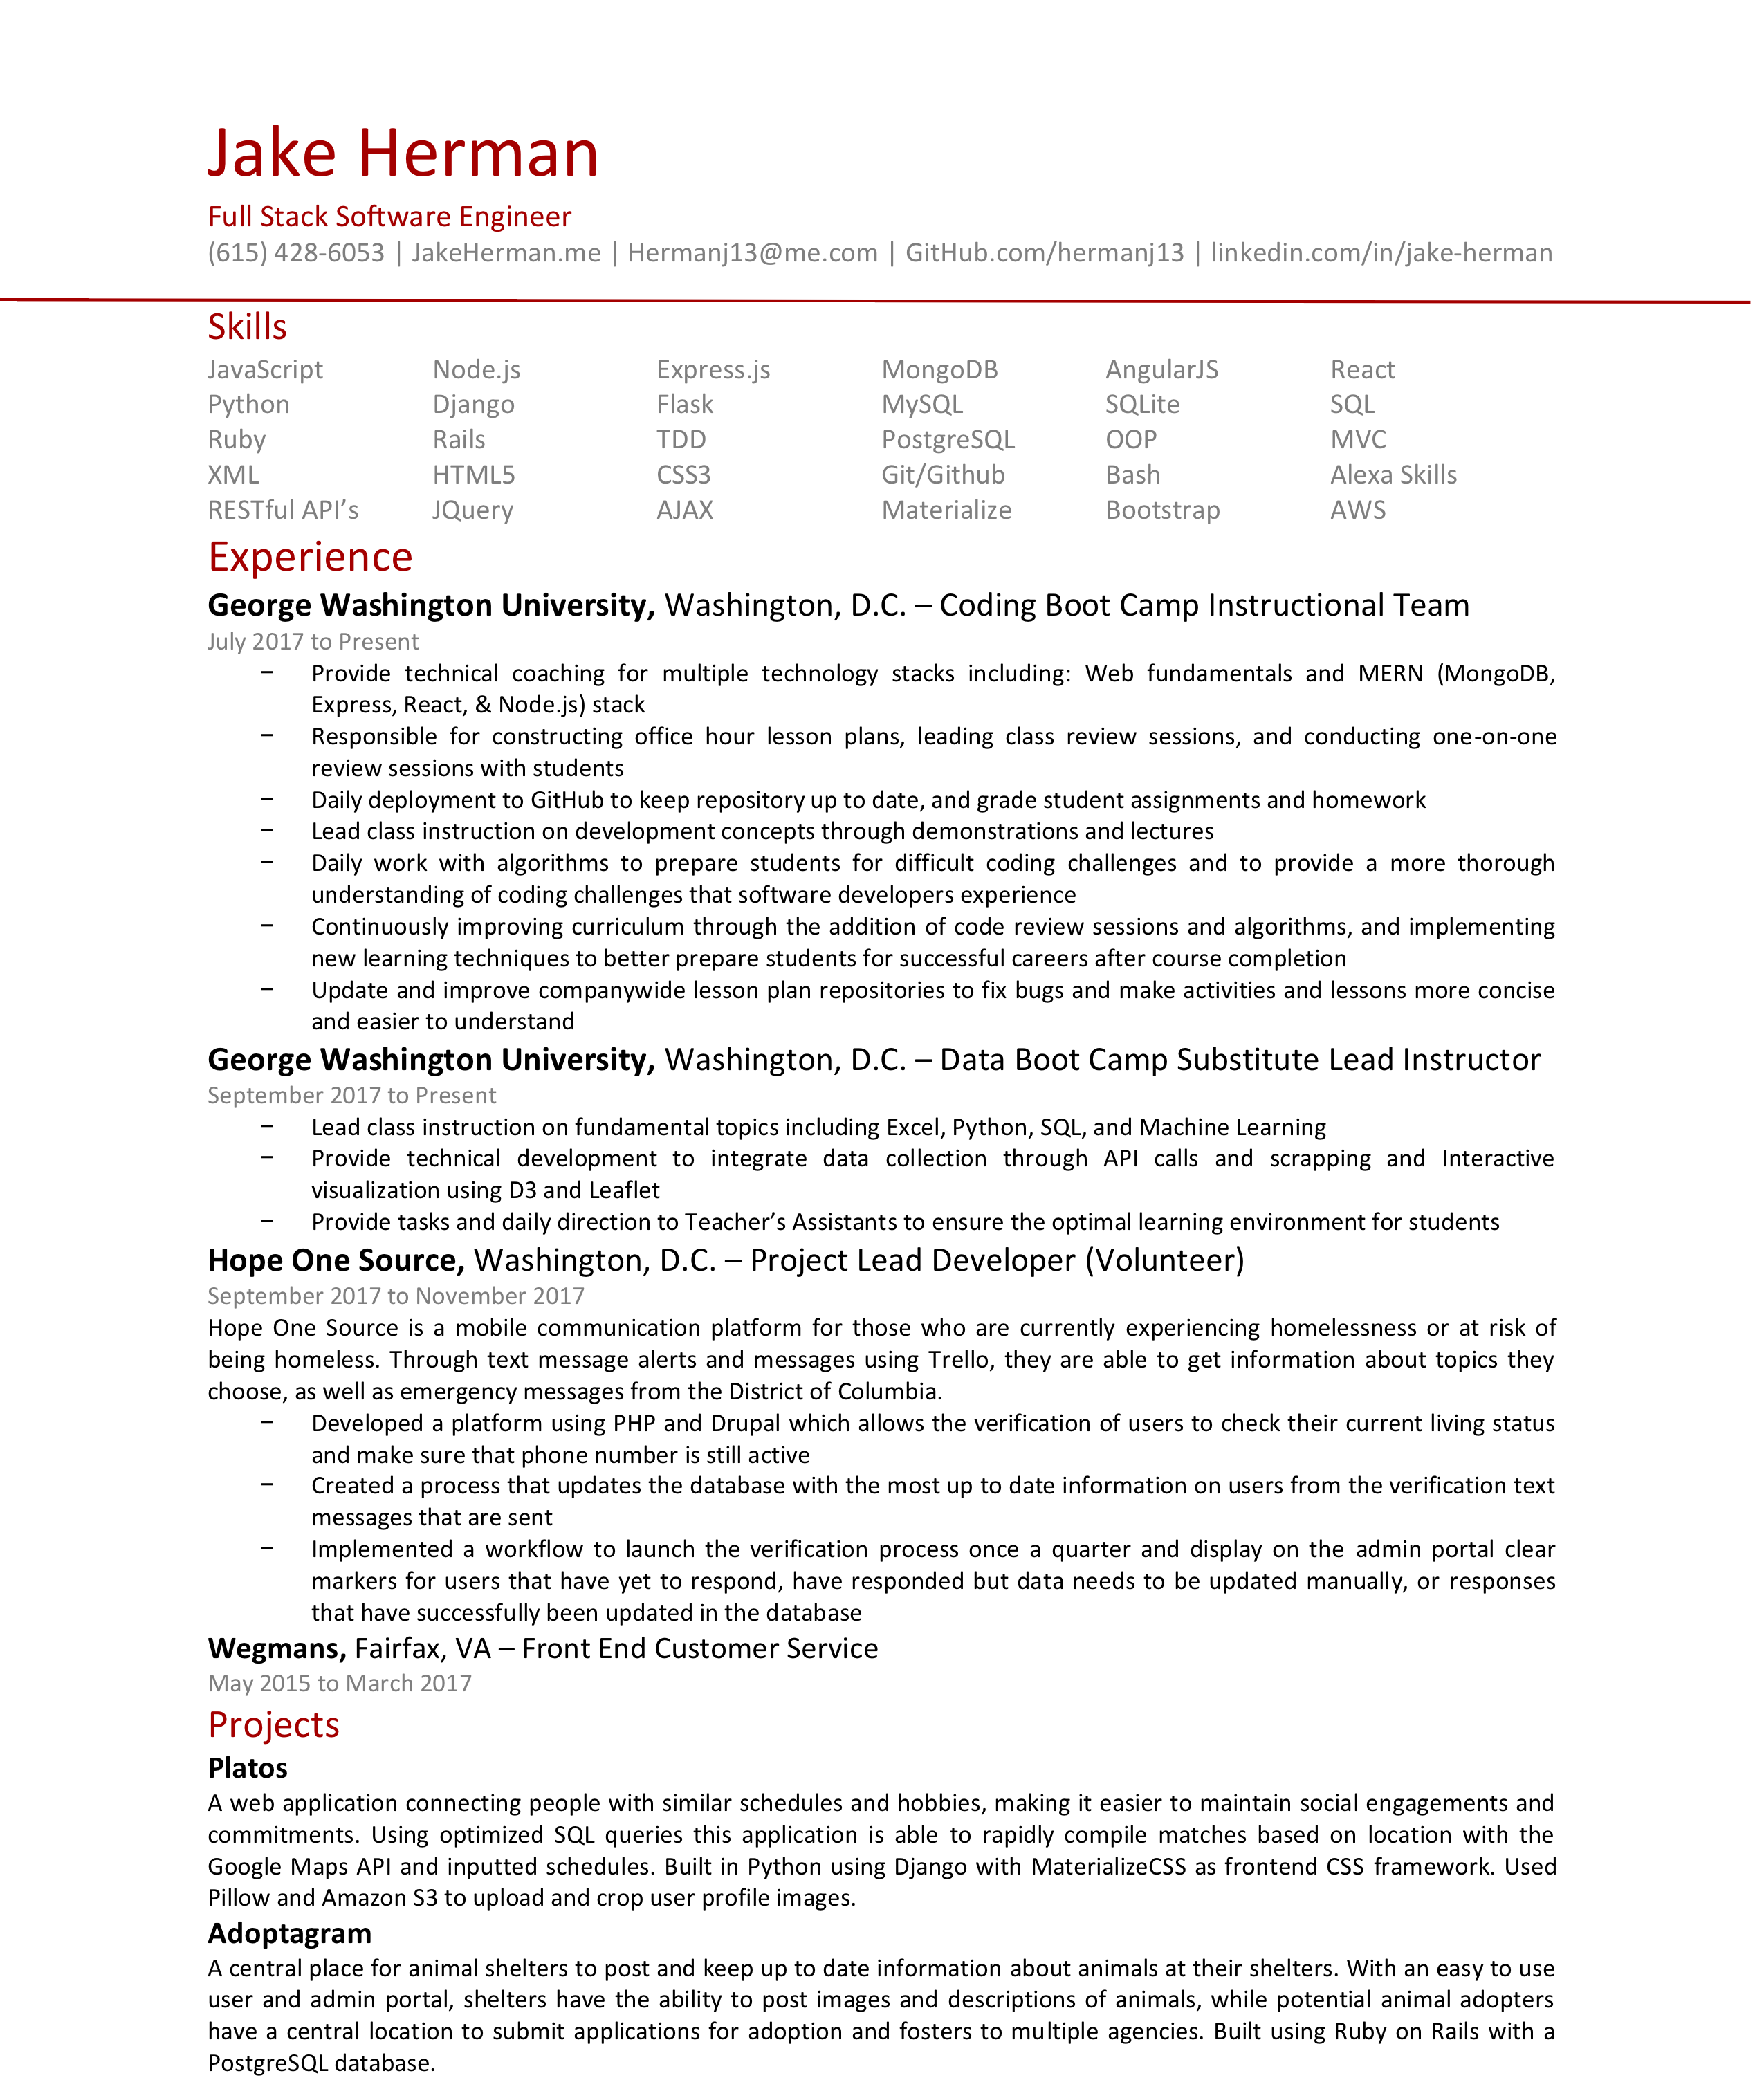 Jake Herman
Full Stack Software Engineer
(615) 428-6053 | JakeHerman.me | Hermanj13@me.com | GitHub.com/hermanj13 | linkedin.com/in/jake-herman
Skills
JavaScript Node.js Express.js MongoDB AngularJS React
Python Django Flask MySQL SQLite SQL
Ruby Rails TDD PostgreSQL OOP MVC
XML HTML5 CSS3 Git/Github Bash Alexa Skills
RESTful API’s JQuery AJAX Materialize Bootstrap AWS
Experience
George Washington University, Washington, D.C. – Coding Boot Camp Instructional Team
July 2017 to Present
− Provide technical coaching for multiple technology stacks including: Web fundamentals and MERN (MongoDB,
Express, React, & Node.js) stack
− Responsible for constructing office hour lesson plans, leading class review sessions, and conducting one-on-one
review sessions with students
− Daily deployment to GitHub to keep repository up to date, and grade student assignments and homework
− Lead class instruction on development concepts through demonstrations and lectures
− Daily work with algorithms to prepare students for difficult coding challenges and to provide a more thorough
understanding of coding challenges that software developers experience
− Continuously improving curriculum through the addition of code review sessions and algorithms, and implementing
new learning techniques to better prepare students for successful careers after course completion
− Update and improve companywide lesson plan repositories to fix bugs and make activities and lessons more concise
and easier to understand
George Washington University, Washington, D.C. – Data Boot Camp Substitute Lead Instructor
September 2017 to Present
− Lead class instruction on fundamental topics including Excel, Python, SQL, and Machine Learning
− Provide technical development to integrate data collection through API calls and scrapping and Interactive
visualization using D3 and Leaflet
− Provide tasks and daily direction to Teacher’s Assistants to ensure the optimal learning environment for students
Hope One Source, Washington, D.C. – Project Lead Developer (Volunteer)
September 2017 to November 2017
Hope One Source is a mobile communication platform for those who are currently experiencing homelessness or at risk of
being homeless. Through text message alerts and messages using Trello, they are able to get information about topics they
choose, as well as emergency messages from the District of Columbia.
− Developed a platform using PHP and Drupal which allows the verification of users to check their current living status
and make sure that phone number is still active
− Created a process that updates the database with the most up to date information on users from the verification text
messages that are sent
− Implemented a workflow to launch the verification process once a quarter and display on the admin portal clear
markers for users that have yet to respond, have responded but data needs to be updated manually, or responses
that have successfully been updated in the database
Wegmans, Fairfax, VA – Front End Customer Service
May 2015 to March 2017
Projects
Platos
A web application connecting people with similar schedules and hobbies, making it easier to maintain social engagements and
commitments. Using optimized SQL queries this application is able to rapidly compile matches based on location with the
Google Maps API and inputted schedules. Built in Python using Django with MaterializeCSS as frontend CSS framework. Used
Pillow and Amazon S3 to upload and crop user profile images.
Adoptagram
A central place for animal shelters to post and keep up to date information about animals at their shelters. With an easy to use
user and admin portal, shelters have the ability to post images and descriptions of animals, while potential animal adopters
have a central location to submit applications for adoption and fosters to multiple agencies. Built using Ruby on Rails with a
PostgreSQL database.